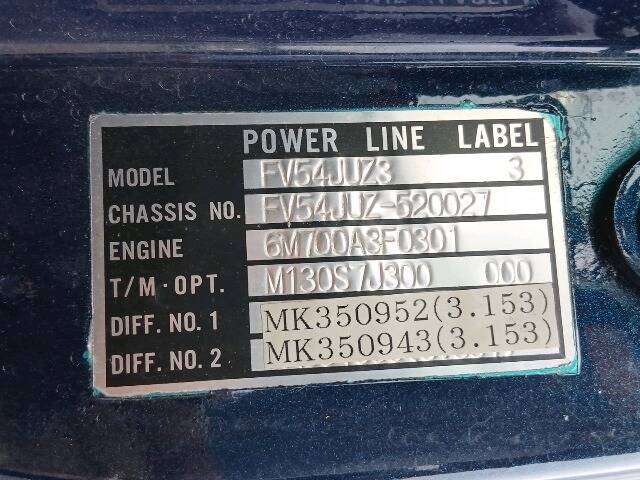 POWER LINE LABEL
MODEL FV54JUZ3 3
CHASSIS NO. FV54JUZ-520027
ENGINE 6M700A3F0301
T/M·OPT. M130S7J300 000
DIFF. NO. 1 MK350952(3.153)
DIFF. NO. 2 MK350943(3.153)